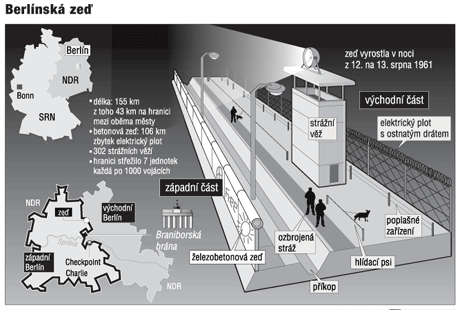 Berlínská zeď
Berlín
NDR
Bonn
SRN
• délka: 155 km
z toho 43 km na hranici
mezi oběma městy
• betonová zeď: 106 km
zbytek elektrický plot
• 302 strážních věží
• hranici střežilo 7 jednotek
každá po 1000 vojácích
zeď vyrostla v noci
z 12. na 13. srpna 1961
východní část
elektrický plot
s ostnatým drátem
strážní
věž
západní část
poplašné
zařízení
hlídací psi
ozbrojená
stráž
příkop
železobetonová zeď
NDR
zeď
východní
Berlín
Spréva
západní
Berlín
Checkpoint
Charlie
NDR
Braniborská
brána